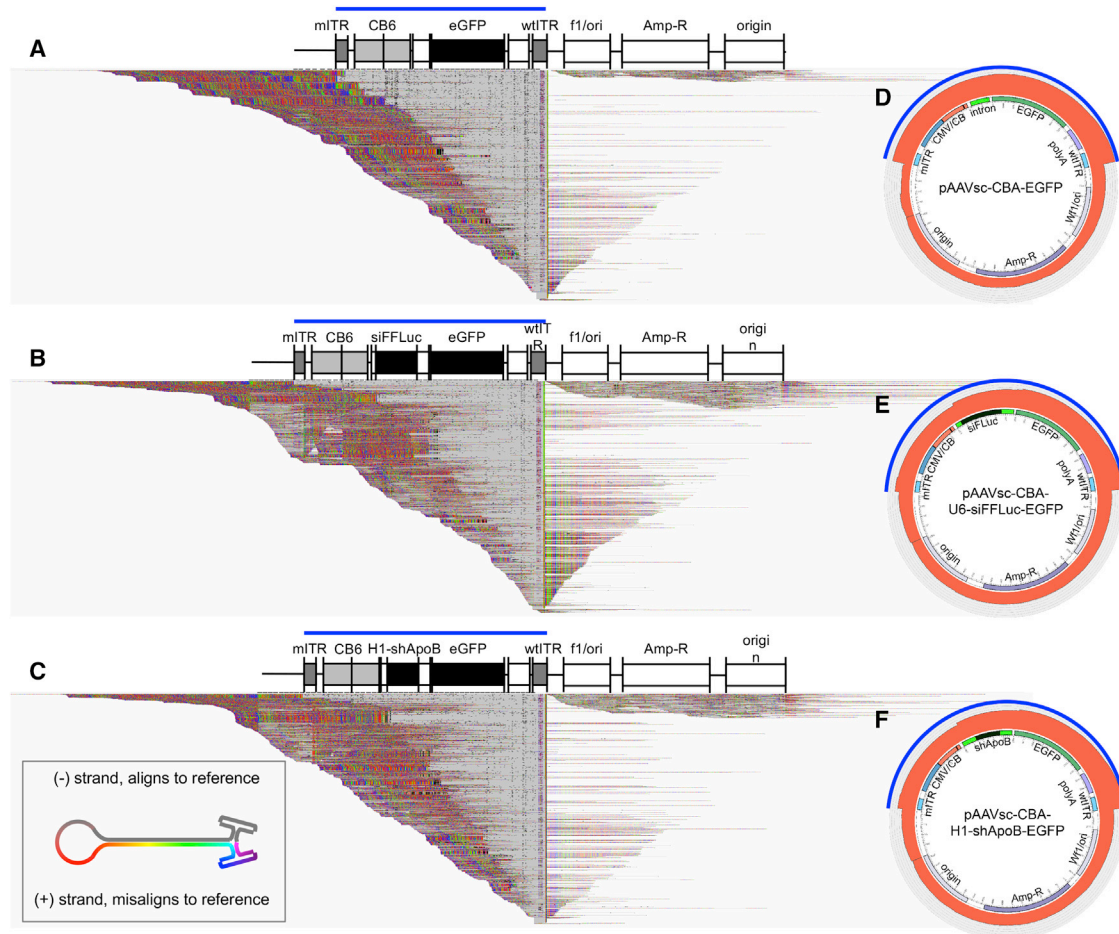 A
mITR CB6 eGFP wtITR f1/ori Amp-R origin
B
mITR CB6 siFFLuc eGFP wtIT
R
f1/ori Amp-R origi
n
C
mITR CB6 H1-shApoB eGFP wtITR f1/ori Amp-R origi
n
(-) strand, aligns to reference
(+) strand, misaligns to reference
D
mITR CMV/CB intron EGFP polyA wtITR Wf1/ori Amp-R origin
pAAVsc-CBA-EGFP
E
mITR CMV/CB siFLuc EGFP polyA wtITR Wf1/ori Amp-R origin
pAAVsc-CBA-
U6-siFFLuc-EGFP
F
mITR CMV/CB shApoB EGFP polyA wtITR Wf1/ori Amp-R origin
pAAVsc-CBA-
H1-shApoB-EGFP